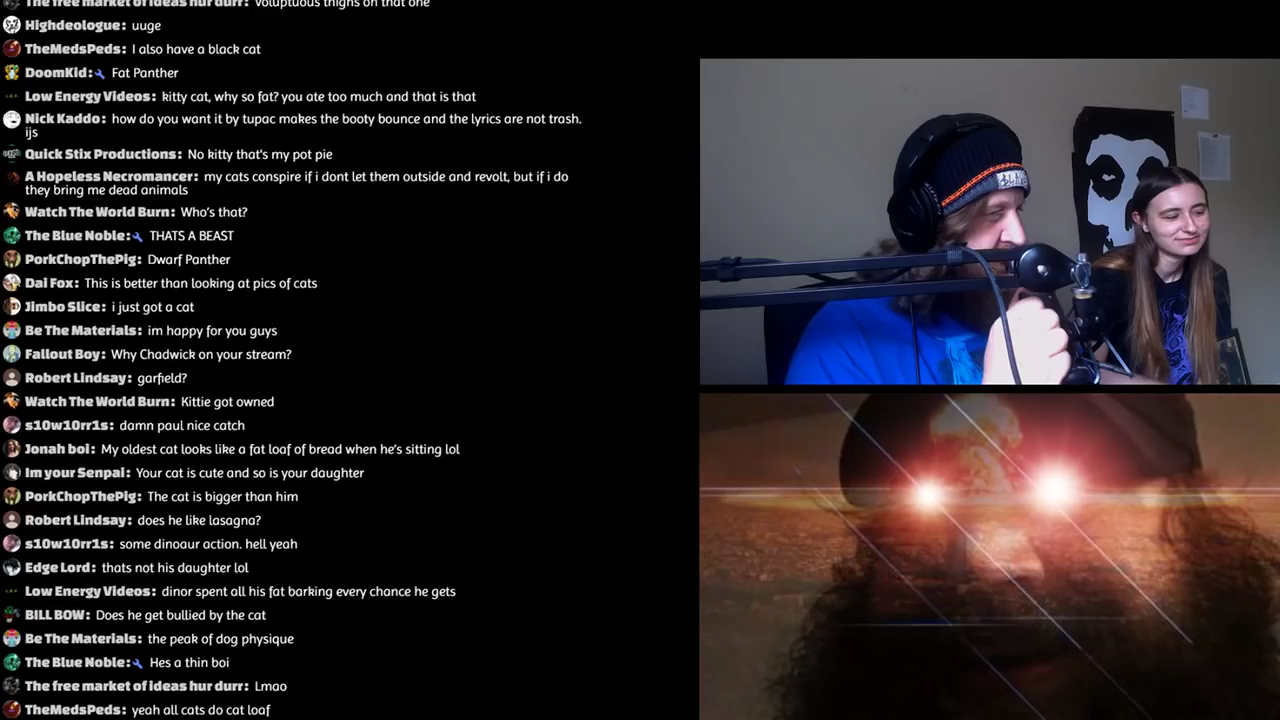 The free market of ideas hur durr: Voluptuous thighs on that one
Highdeologue: uuge
TheMedsPeds: I also have a black cat
DoomKid: Fat Panther
Low Energy Videos: kitty cat, why so fat? you ate too much and that is that
Nick Kaddo: how do you want it by tupac makes the booty bounce and the lyrics are not trash.
ijs
Quick Stix Productions: No kitty that's my pot pie
A Hopeless Necromancer: my cats conspire if i dont let them outside and revolt, but if i do
they bring me dead animals
Watch The World Burn: Who's that?
The Blue Noble: THATS A BEAST
PorkChopThePig: Dwarf Panther
Dai Fox: This is better than looking at pics of cats
Jimbo Slice: i just got a cat
Be The Materials: im happy for you guys
Fallout Boy: Why Chadwick on your stream?
Robert Lindsay: garfield?
Watch The World Burn: Kittie got owned
s10w10rr1s: damn paul nice catch
Jonah boi: My oldest cat looks like a fat loaf of bread when he's sitting lol
Im your Senpai: Your cat is cute and so is your daughter
PorkChopThePig: The cat is bigger than him
Robert Lindsay: does he like lasagna?
s10w10rr1s: some dinoaur action. hell yeah
Edge Lord: thats not his daughter lol
Low Energy Videos: dinor spent all his fat barking every chance he gets
BILL BOW: Does he get bullied by the cat
Be The Materials: the peak of dog physique
The Blue Noble: Hes a thin boi
The free market of ideas hur durr: Lmao
TheMedsPeds: yeah all cats do cat loaf